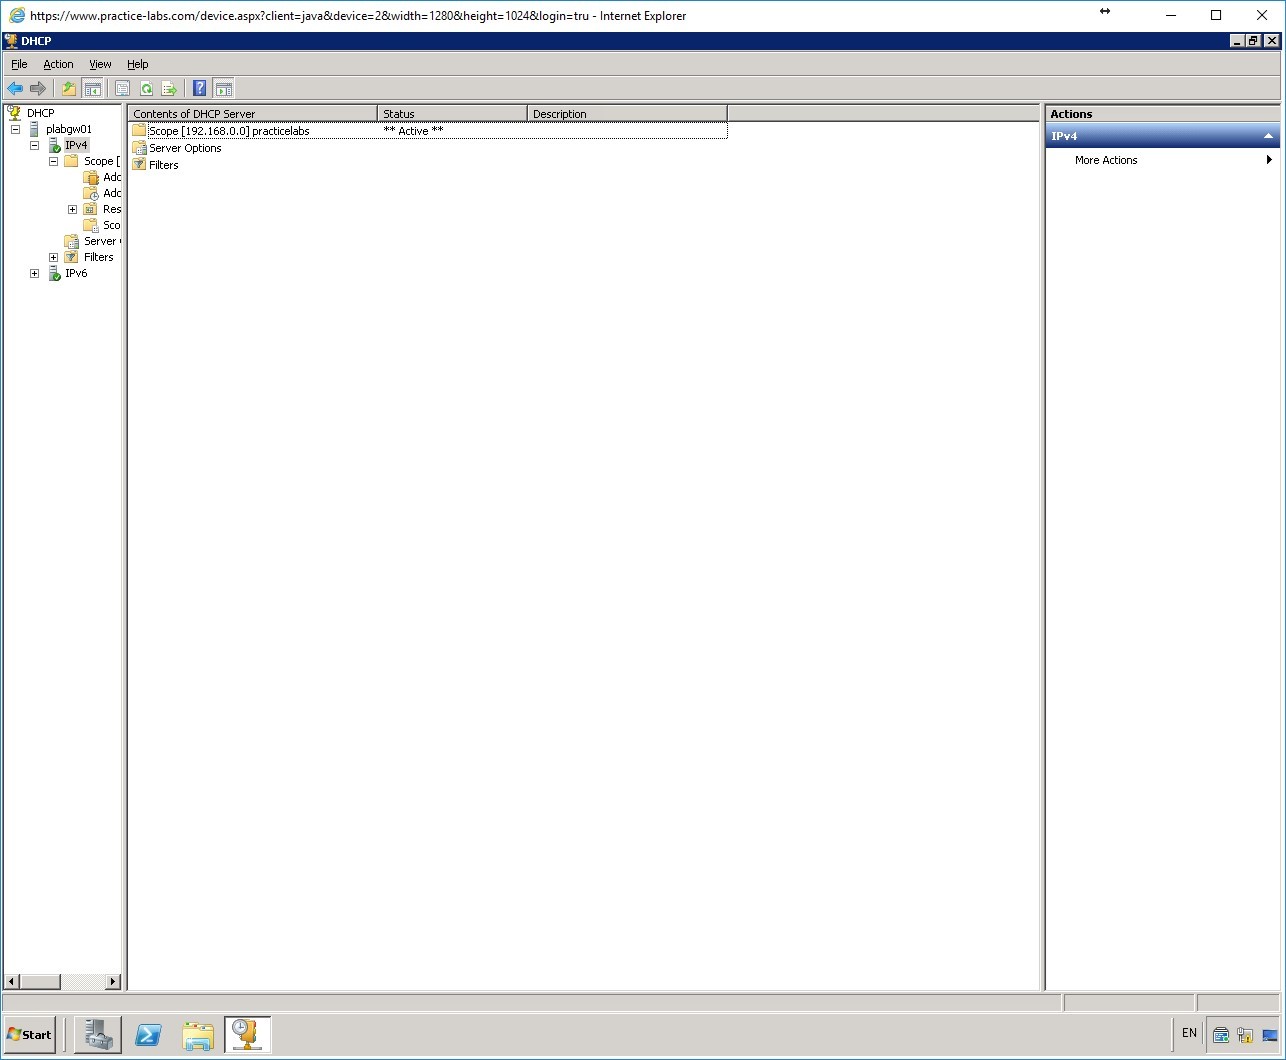 https://www.practice-labs.com/device.aspx?client=java&device=2&width=1280&height=1024&login=tru - Internet Explorer
DHCP
File Action View Help
DHCP
plabgw01
IPv4
Scope [
Adc
Adc
Res
Sco
Server
Filters
IPv6
Contents of DHCP Server Status Description
Scope [192.168.0.0] practicelabs ** Active **
Server Options
Filters
Actions
IPv4
More Actions
Start
EN